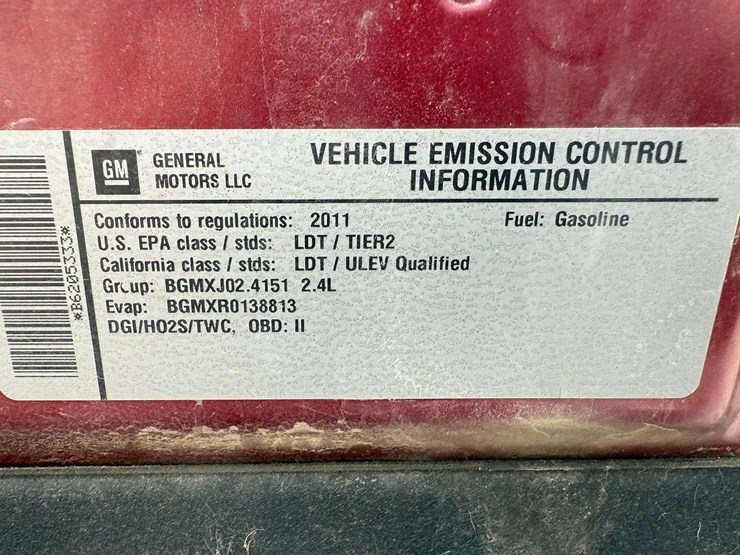 GM
GENERAL
MOTORS LLC
VEHICLE EMISSION CONTROL
INFORMATION
Conforms to regulations: 2011 Fuel: Gasoline
U.S. EPA class / stds: LDT / TIER2
California class / stds: LDT / ULEV Qualified
Group: BGMXJ02.4151 2.4L
Evap: BGMXR0138813
DGI/HO2S/TWC, OBD: II
*B6205333*